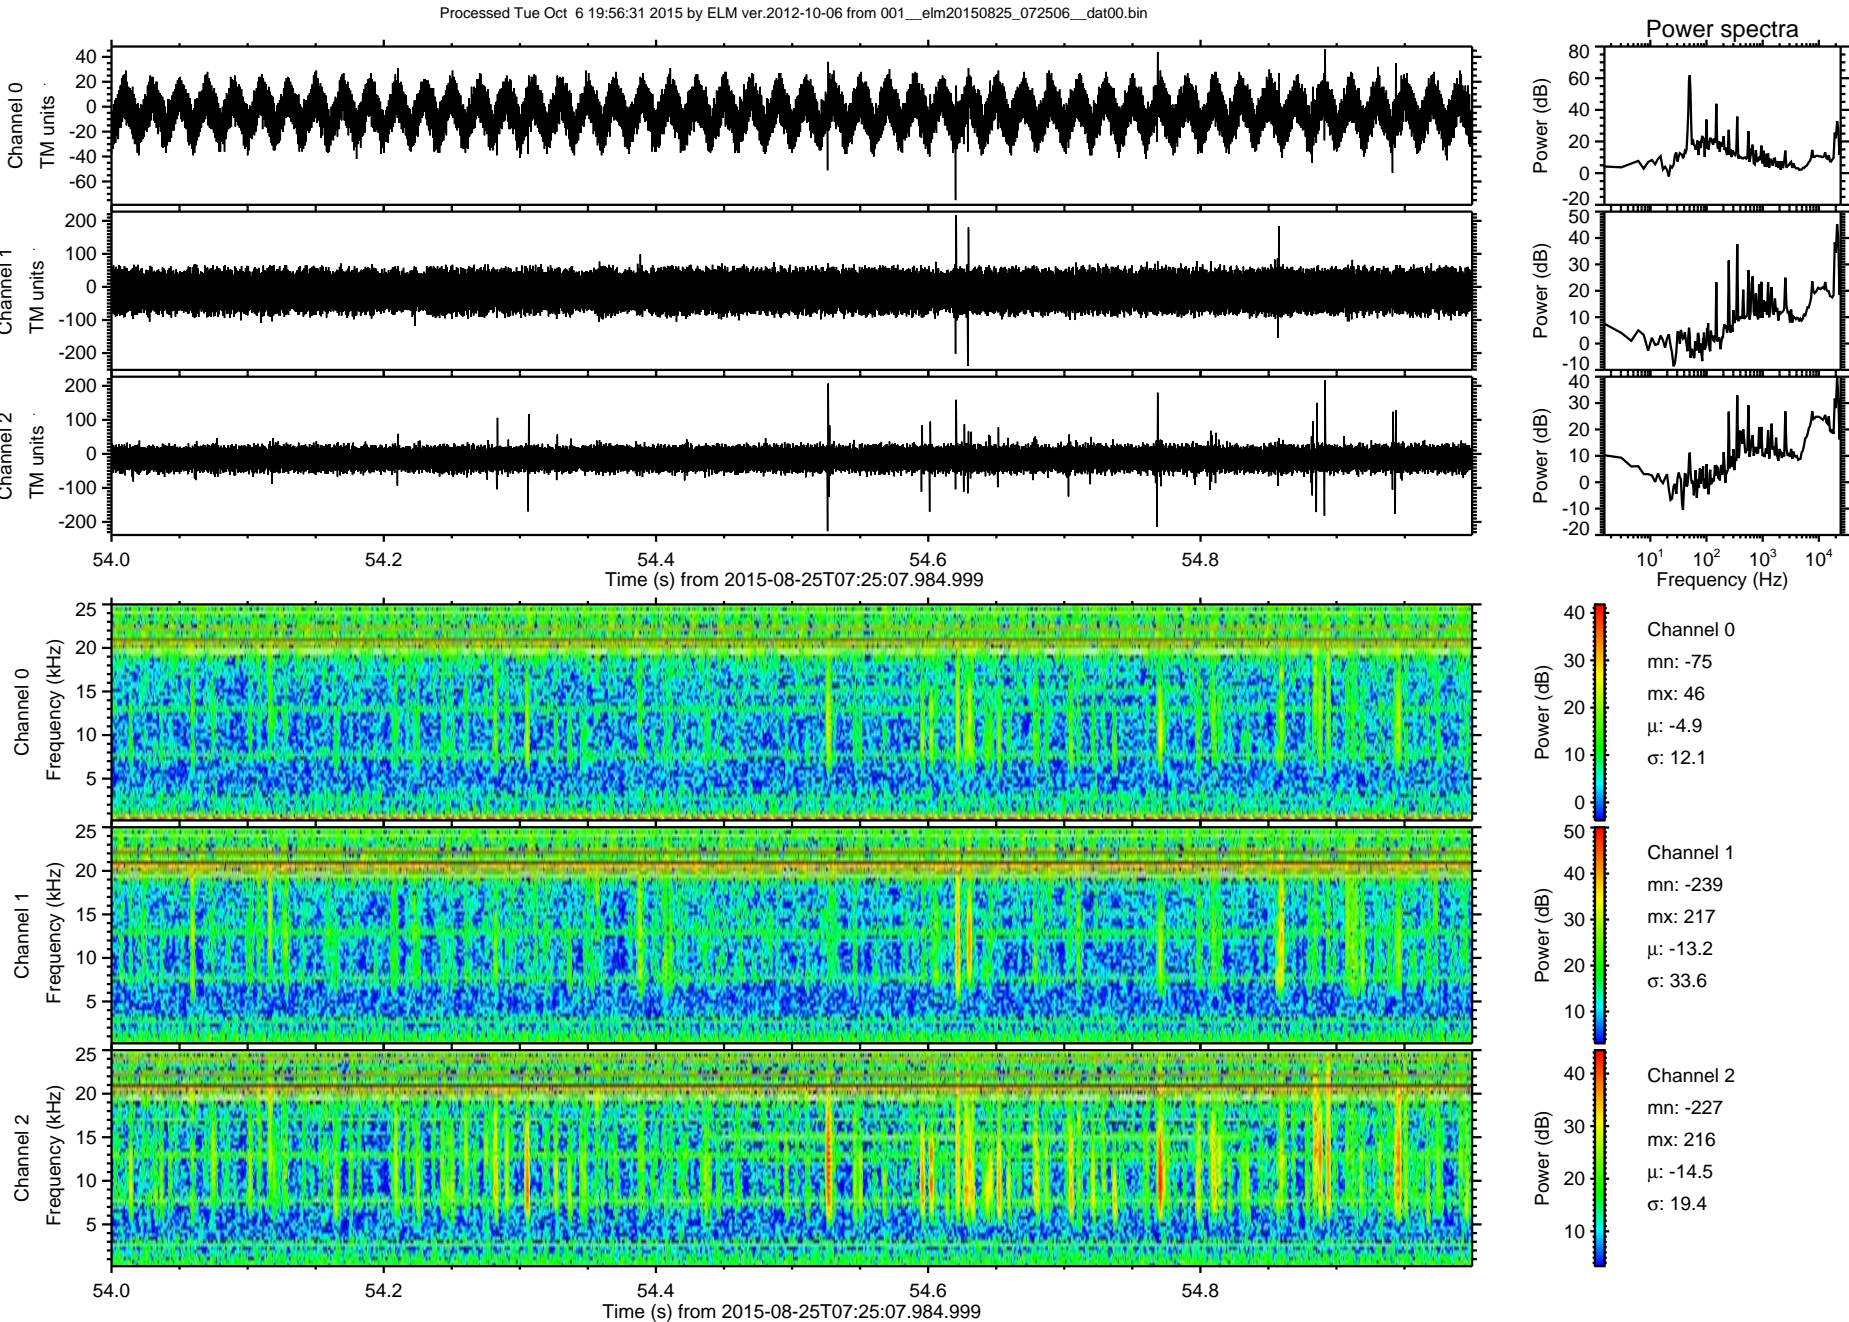 Processed Tue Oct  6 19:56:31 2015 by ELM ver.2012-10-06 from 001__elm20150825_072506__dat00.bin
Power spectra
Channel 0
TM units
40
20
0
-20
-40
-60
Power (dB)
80
60
40
20
0
-20
Channel 1
TM units
200
100
0
-100
-200
Power (dB)
50
40
30
20
10
0
-10
Channel 2
TM units
200
100
0
-100
-200
Power (dB)
40
30
20
10
0
-10
-20
54.0 54.2 54.4 54.6 54.8
Time (s) from 2015-08-25T07:25:07.984.999
10¹ 10² 10³ 10⁴
Frequency (Hz)
Channel 0
Frequency (kHz)
25
20
15
10
5
Power (dB)
40
30
20
10
0
Channel 0
mn: -75
mx: 46
μ: -4.9
σ: 12.1
Channel 1
Frequency (kHz)
25
20
15
10
5
Power (dB)
50
40
30
20
10
Channel 1
mn: -239
mx: 217
μ: -13.2
σ: 33.6
Channel 2
Frequency (kHz)
25
20
15
10
5
Power (dB)
40
30
20
10
Channel 2
mn: -227
mx: 216
μ: -14.5
σ: 19.4
54.0 54.2 54.4 54.6 54.8
Time (s) from 2015-08-25T07:25:07.984.999